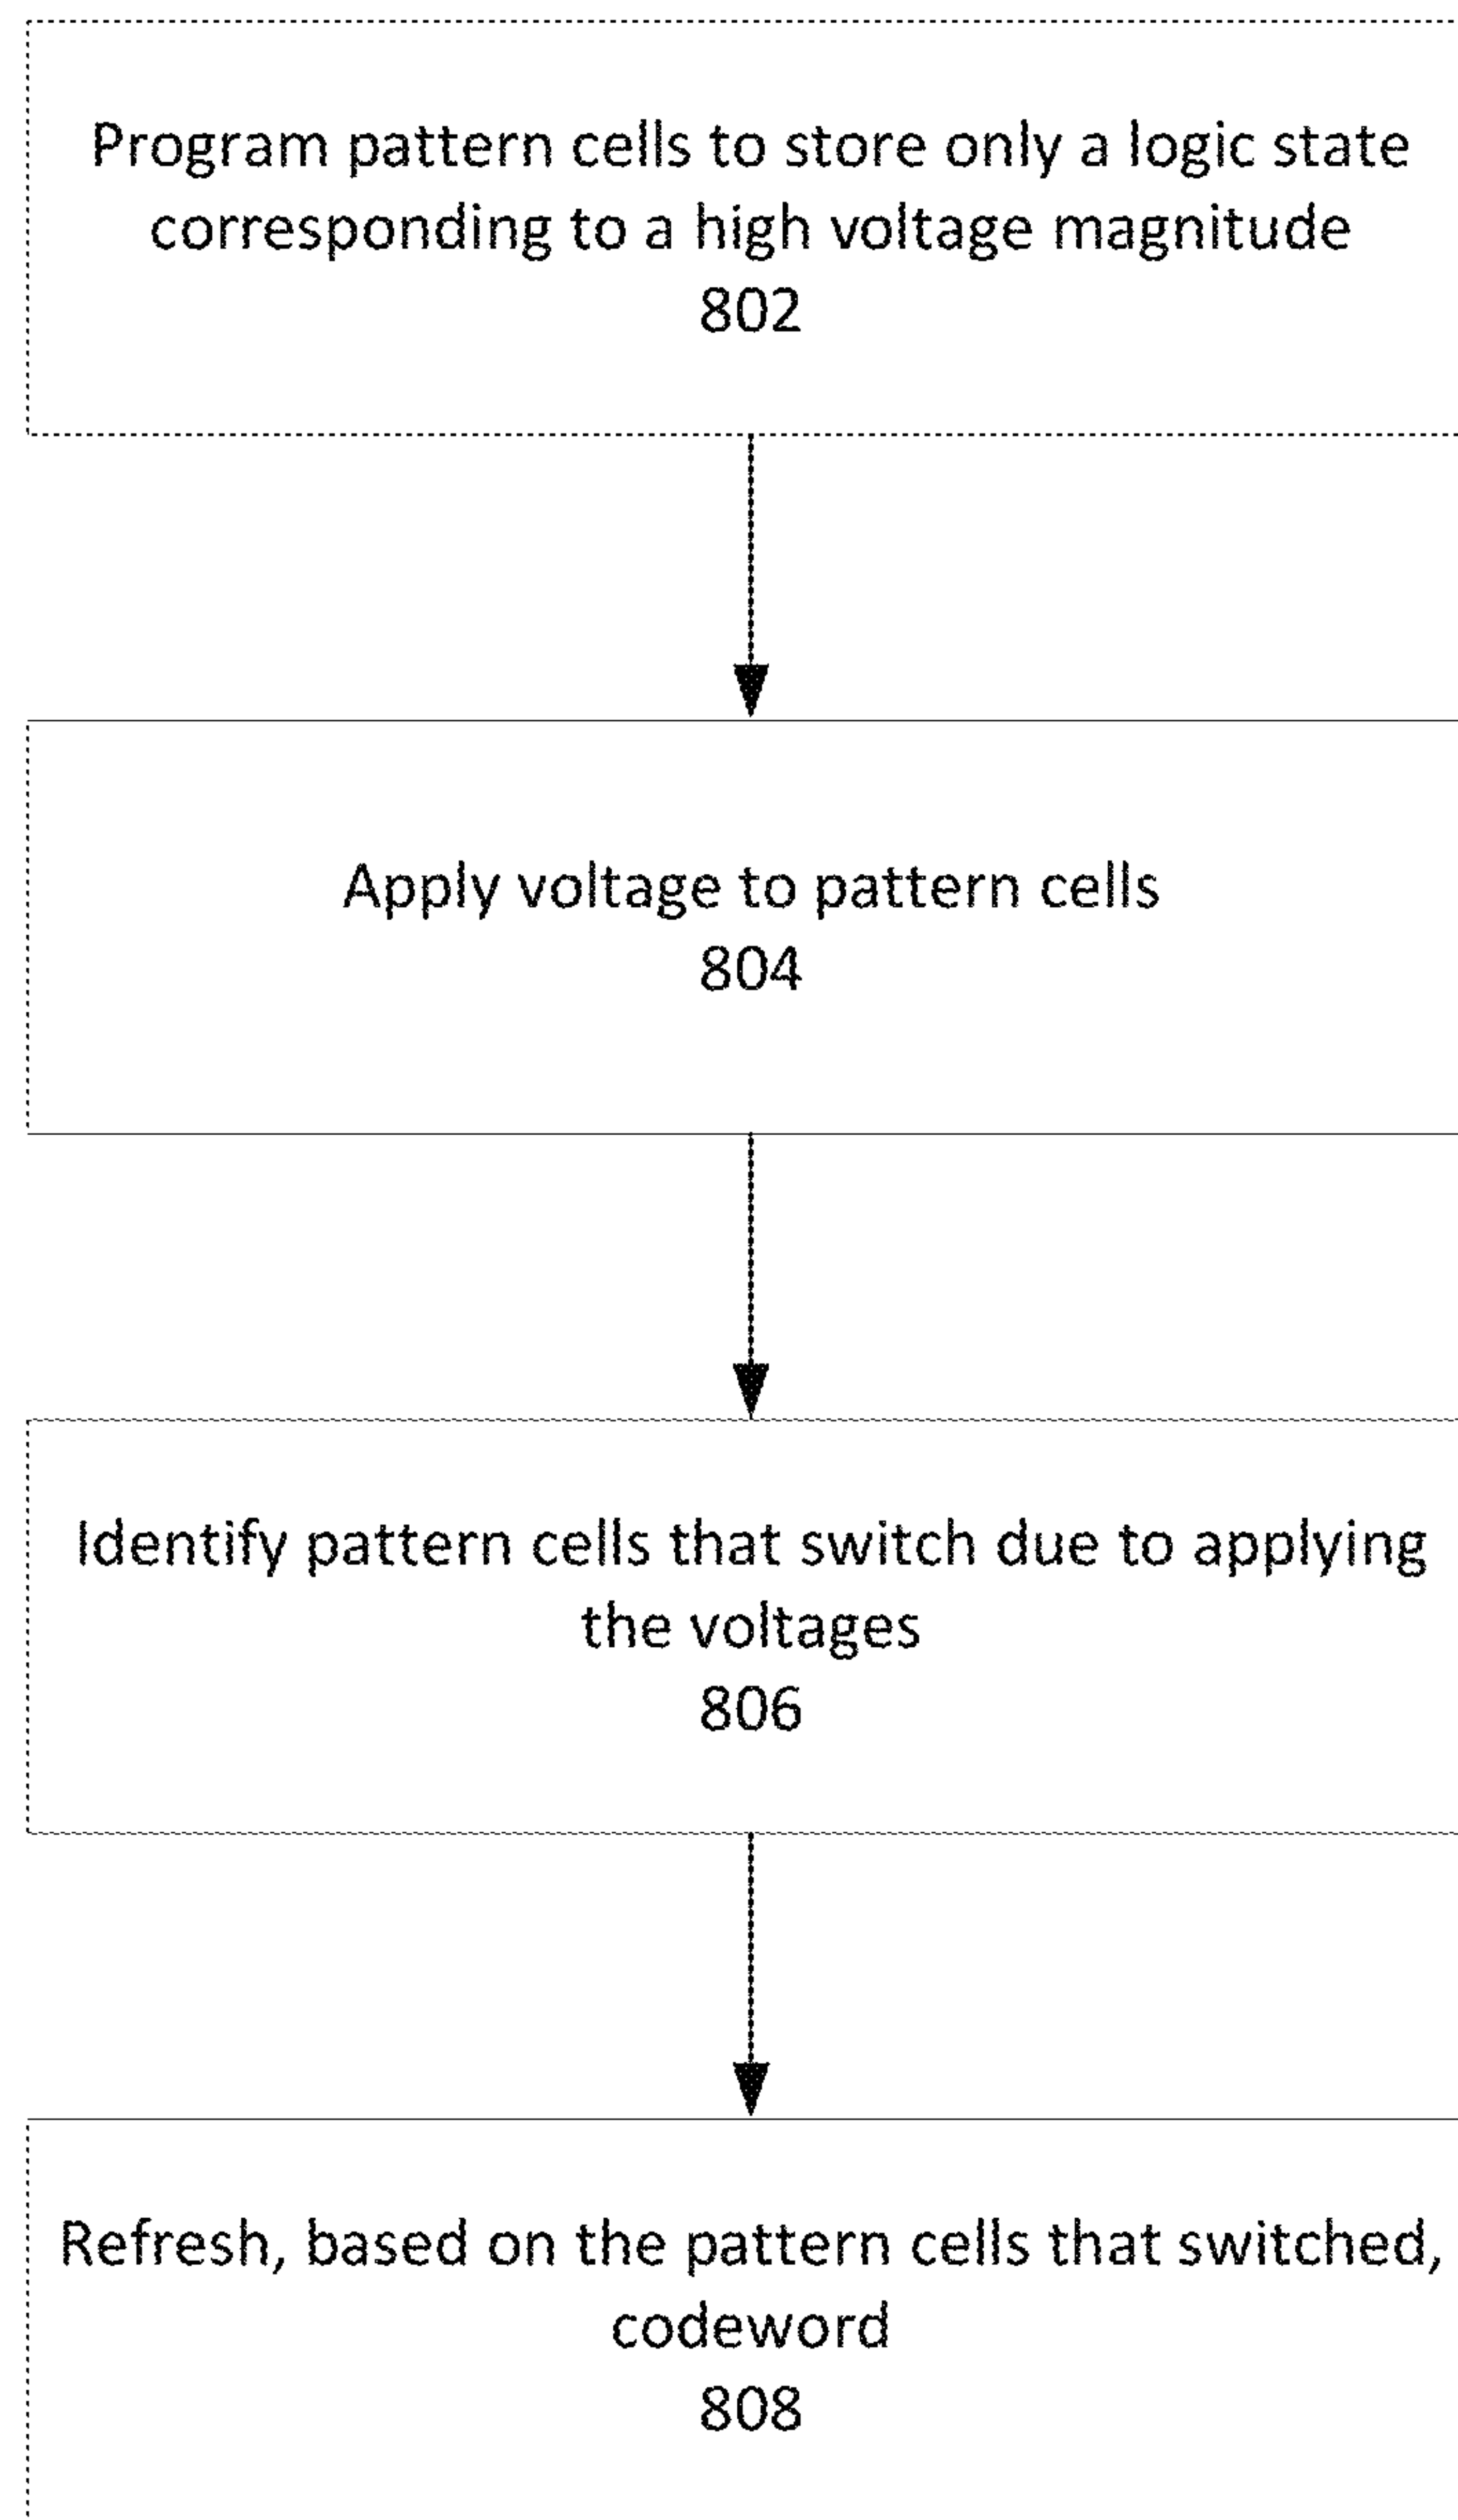 Program pattern cells to store only a logic state
corresponding to a high voltage magnitude
802
Apply voltage to pattern cells
804
Identify pattern cells that switch due to applying
the voltages
806
Refresh, based on the pattern cells that switched,
codeword
808